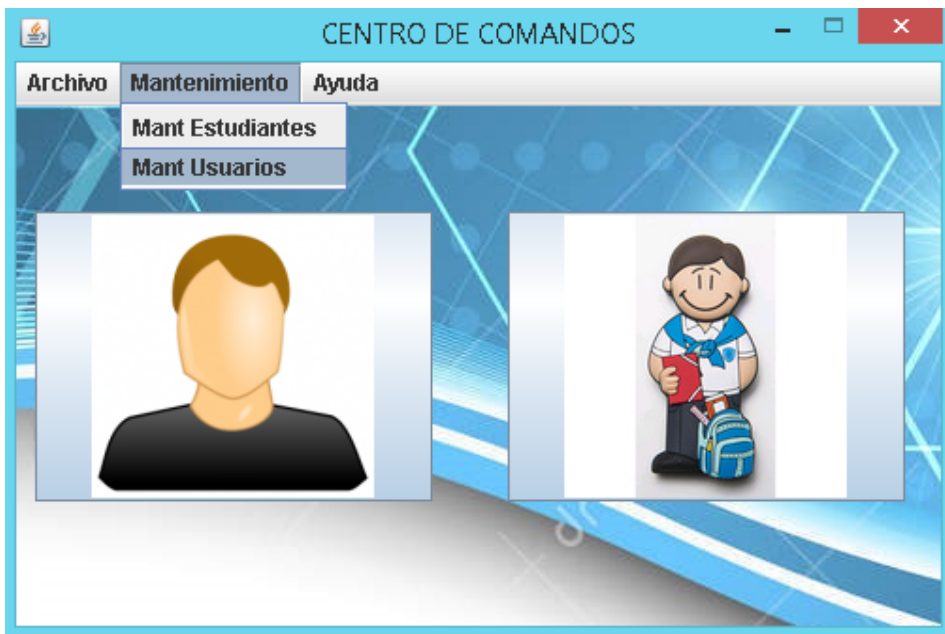 CENTRO DE COMANDOS
Archivo Mantenimiento Ayuda
Mant Estudiantes
Mant Usuarios